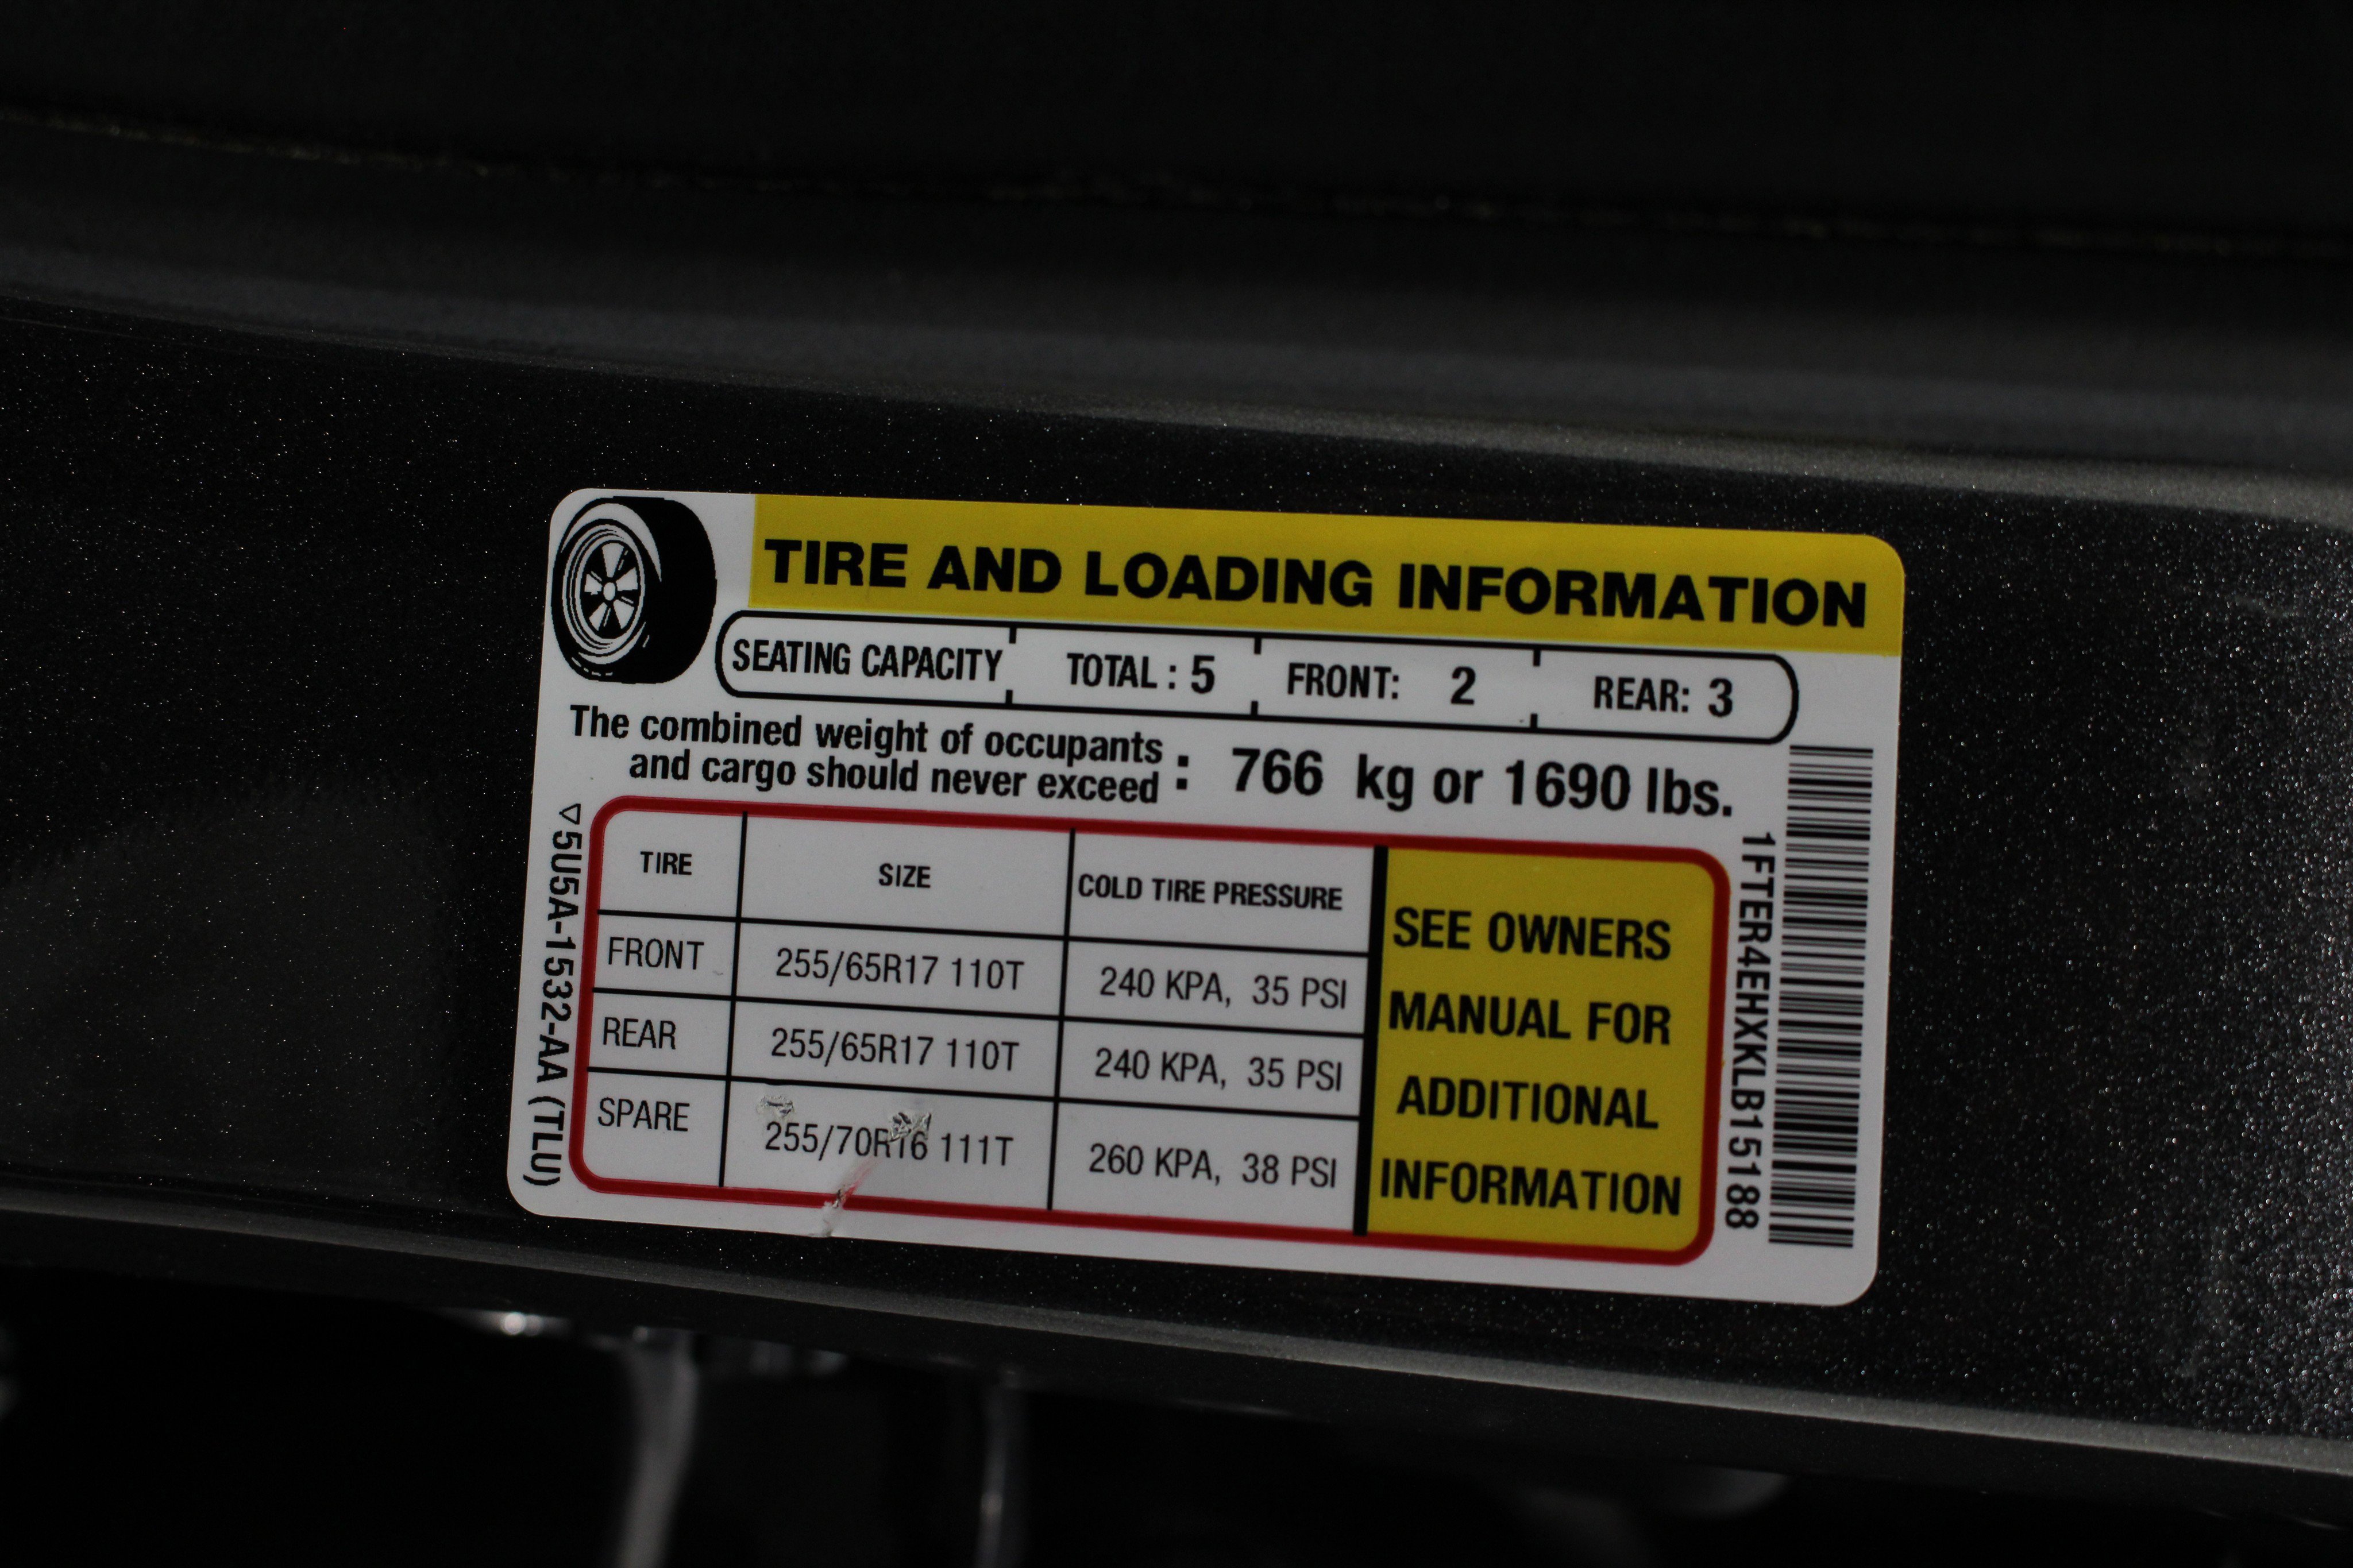 TIRE AND LOADING INFORMATION
SEATING CAPACITY TOTAL : 5 FRONT: 2 REAR: 3
The combined weight of occupants
and cargo should never exceed : 766 kg or 1690 lbs.
TIRE SIZE COLD TIRE PRESSURE
FRONT 255/65R17 110T 240 KPA, 35 PSI
REAR 255/65R17 110T 240 KPA, 35 PSI
SPARE 255/70R16 111T 260 KPA, 38 PSI
SEE OWNERS
MANUAL FOR
ADDITIONAL
INFORMATION
5U5A-1532-AA (TLU)
1FTER4EHXKLB15188